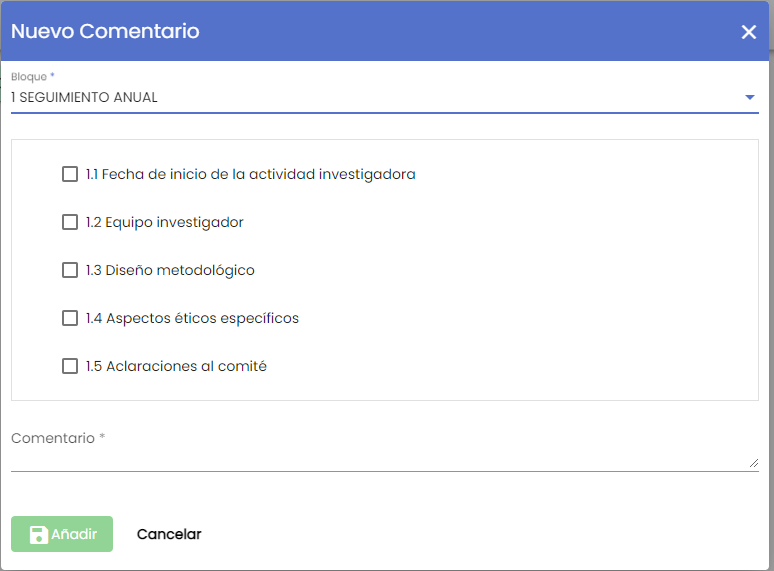 Nuevo Comentario
Bloque *
1 SEGUIMIENTO ANUAL
1.1 Fecha de inicio de la actividad investigadora
1.2 Equipo investigador
1.3 Diseño metodológico
1.4 Aspectos éticos específicos
1.5 Aclaraciones al comité
Comentario *
Añadir Cancelar